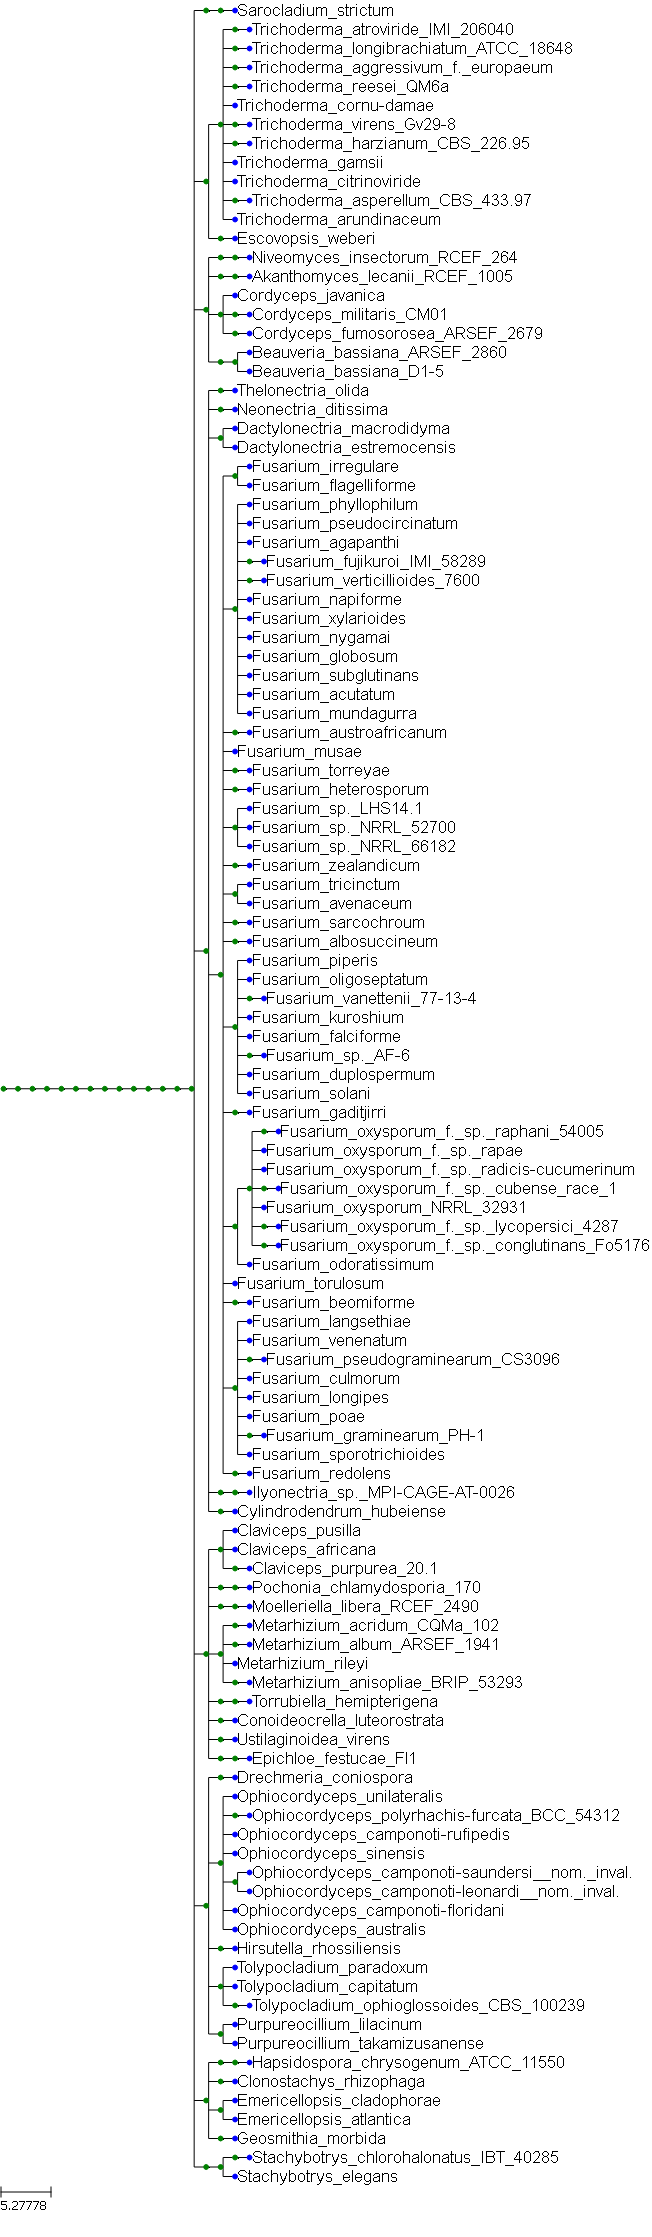 Sarocladium_strictum
Trichoderma_atroviride_IMI_206040
Trichoderma_longibrachiatum_ATCC_18648
Trichoderma_aggressivum_f._europaeum
Trichoderma_reesei_QM6a
Trichoderma_cornu-damae
Trichoderma_virens_Gv29-8
Trichoderma_harzianum_CBS_226.95
Trichoderma_gamsii
Trichoderma_citrinoviride
Trichoderma_asperellum_CBS_433.97
Trichoderma_arundinaceum
Escovopsis_weberi
Niveomyces_insectorum_RCEF_264
Akanthomyces_lecanii_RCEF_1005
Cordyceps_javanica
Cordyceps_militaris_CM01
Cordyceps_fumosorosea_ARSEF_2679
Beauveria_bassiana_ARSEF_2860
Beauveria_bassiana_D1-5
Thelonectria_olida
Neonectria_ditissima
Dactylonectria_macrodidyma
Dactylonectria_estremocensis
Fusarium_irregulare
Fusarium_flagelliforme
Fusarium_phyllophilum
Fusarium_pseudocircinatum
Fusarium_agapanthi
Fusarium_fujikuroi_IMI_58289
Fusarium_verticillioides_7600
Fusarium_napiforme
Fusarium_xylarioides
Fusarium_nygamai
Fusarium_globosum
Fusarium_subglutinans
Fusarium_acutatum
Fusarium_mundagurra
Fusarium_austroafricanum
Fusarium_musae
Fusarium_torreyae
Fusarium_heterosporum
Fusarium_sp._LHS14.1
Fusarium_sp._NRRL_52700
Fusarium_sp._NRRL_66182
Fusarium_zealandicum
Fusarium_tricinctum
Fusarium_avenaceum
Fusarium_sarcochroum
Fusarium_albosuccineum
Fusarium_piperis
Fusarium_oligoseptatum
Fusarium_vanettenii_77-13-4
Fusarium_kuroshium
Fusarium_falciforme
Fusarium_sp._AF-6
Fusarium_duplospermum
Fusarium_solani
Fusarium_gaditjirri
Fusarium_oxysporum_f._sp._raphani_54005
Fusarium_oxysporum_f._sp._rapae
Fusarium_oxysporum_f._sp._radicis-cucumerinum
Fusarium_oxysporum_f._sp._cubense_race_1
Fusarium_oxysporum_NRRL_32931
Fusarium_oxysporum_f._sp._lycopersici_4287
Fusarium_oxysporum_f._sp._conglutinans_Fo5176
Fusarium_odoratissimum
Fusarium_torulosum
Fusarium_beomiforme
Fusarium_langsethiae
Fusarium_venenatum
Fusarium_pseudograminearum_CS3096
Fusarium_culmorum
Fusarium_longipes
Fusarium_poae
Fusarium_graminearum_PH-1
Fusarium_sporotrichioides
Fusarium_redolens
Ilyonectria_sp._MPI-CAGE-AT-0026
Cylindrodendrum_hubeiense
Claviceps_pusilla
Claviceps_africana
Claviceps_purpurea_20.1
Pochonia_chlamydosporia_170
Moelleriella_libera_RCEF_2490
Metarhizium_acridum_CQMa_102
Metarhizium_album_ARSEF_1941
Metarhizium_rileyi
Metarhizium_anisopliae_BRIP_53293
Torrubiella_hemipterigena
Conoideocrella_luteorostrata
Ustilaginoidea_virens
Epichloe_festucae_Fl1
Drechmeria_coniospora
Ophiocordyceps_unilateralis
Ophiocordyceps_polyrhachis-furcata_BCC_54312
Ophiocordyceps_camponoti-rufipedis
Ophiocordyceps_sinensis
Ophiocordyceps_camponoti-saundersi__nom._inval.
Ophiocordyceps_camponoti-leonardi__nom._inval.
Ophiocordyceps_camponoti-floridani
Ophiocordyceps_australis
Hirsutella_rhossiliensis
Tolypocladium_paradoxum
Tolypocladium_capitatum
Tolypocladium_ophioglossoides_CBS_100239
Purpureocillium_lilacinum
Purpureocillium_takamizusanense
Hapsidospora_chrysogenum_ATCC_11550
Clonostachys_rhizophaga
Emericellopsis_cladophorae
Emericellopsis_atlantica
Geosmithia_morbida
Stachybotrys_chlorohalonatus_IBT_40285
Stachybotrys_elegans
5.27778